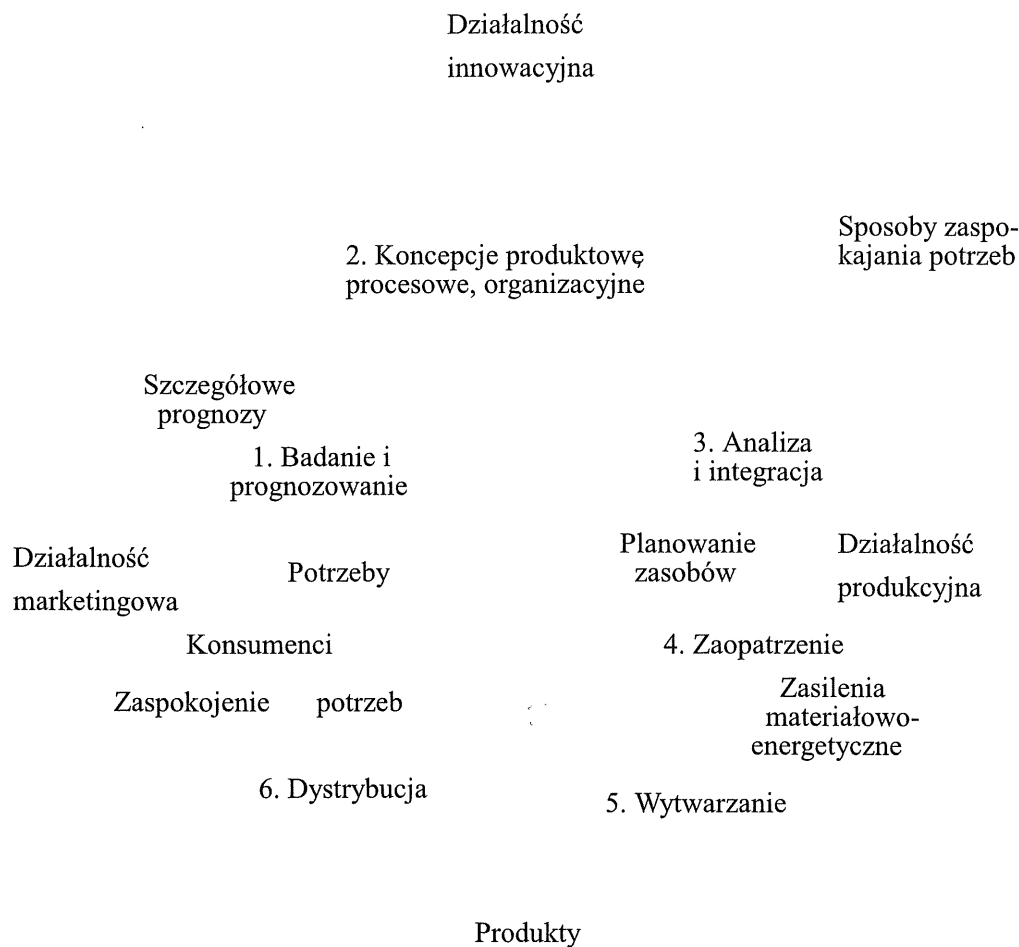 Działalność
innowacyjna
Sposoby zaspo-
kajania potrzeb
2. Koncepcje produktowę
procesowe, organizacyjne
Szczegółowe
prognozy
1. Badanie i
prognozowanie
3. Analiza
i integracja
Działalność
marketingowa
Potrzeby
Planowanie
zasobów
Działalność
produkcyjna
Konsumenci
4. Zaopatrzenie
Zaspokojenie potrzeb
Zasilenia
materiałowo-
energetyczne
6. Dystrybucja
5. Wytwarzanie
Produkty